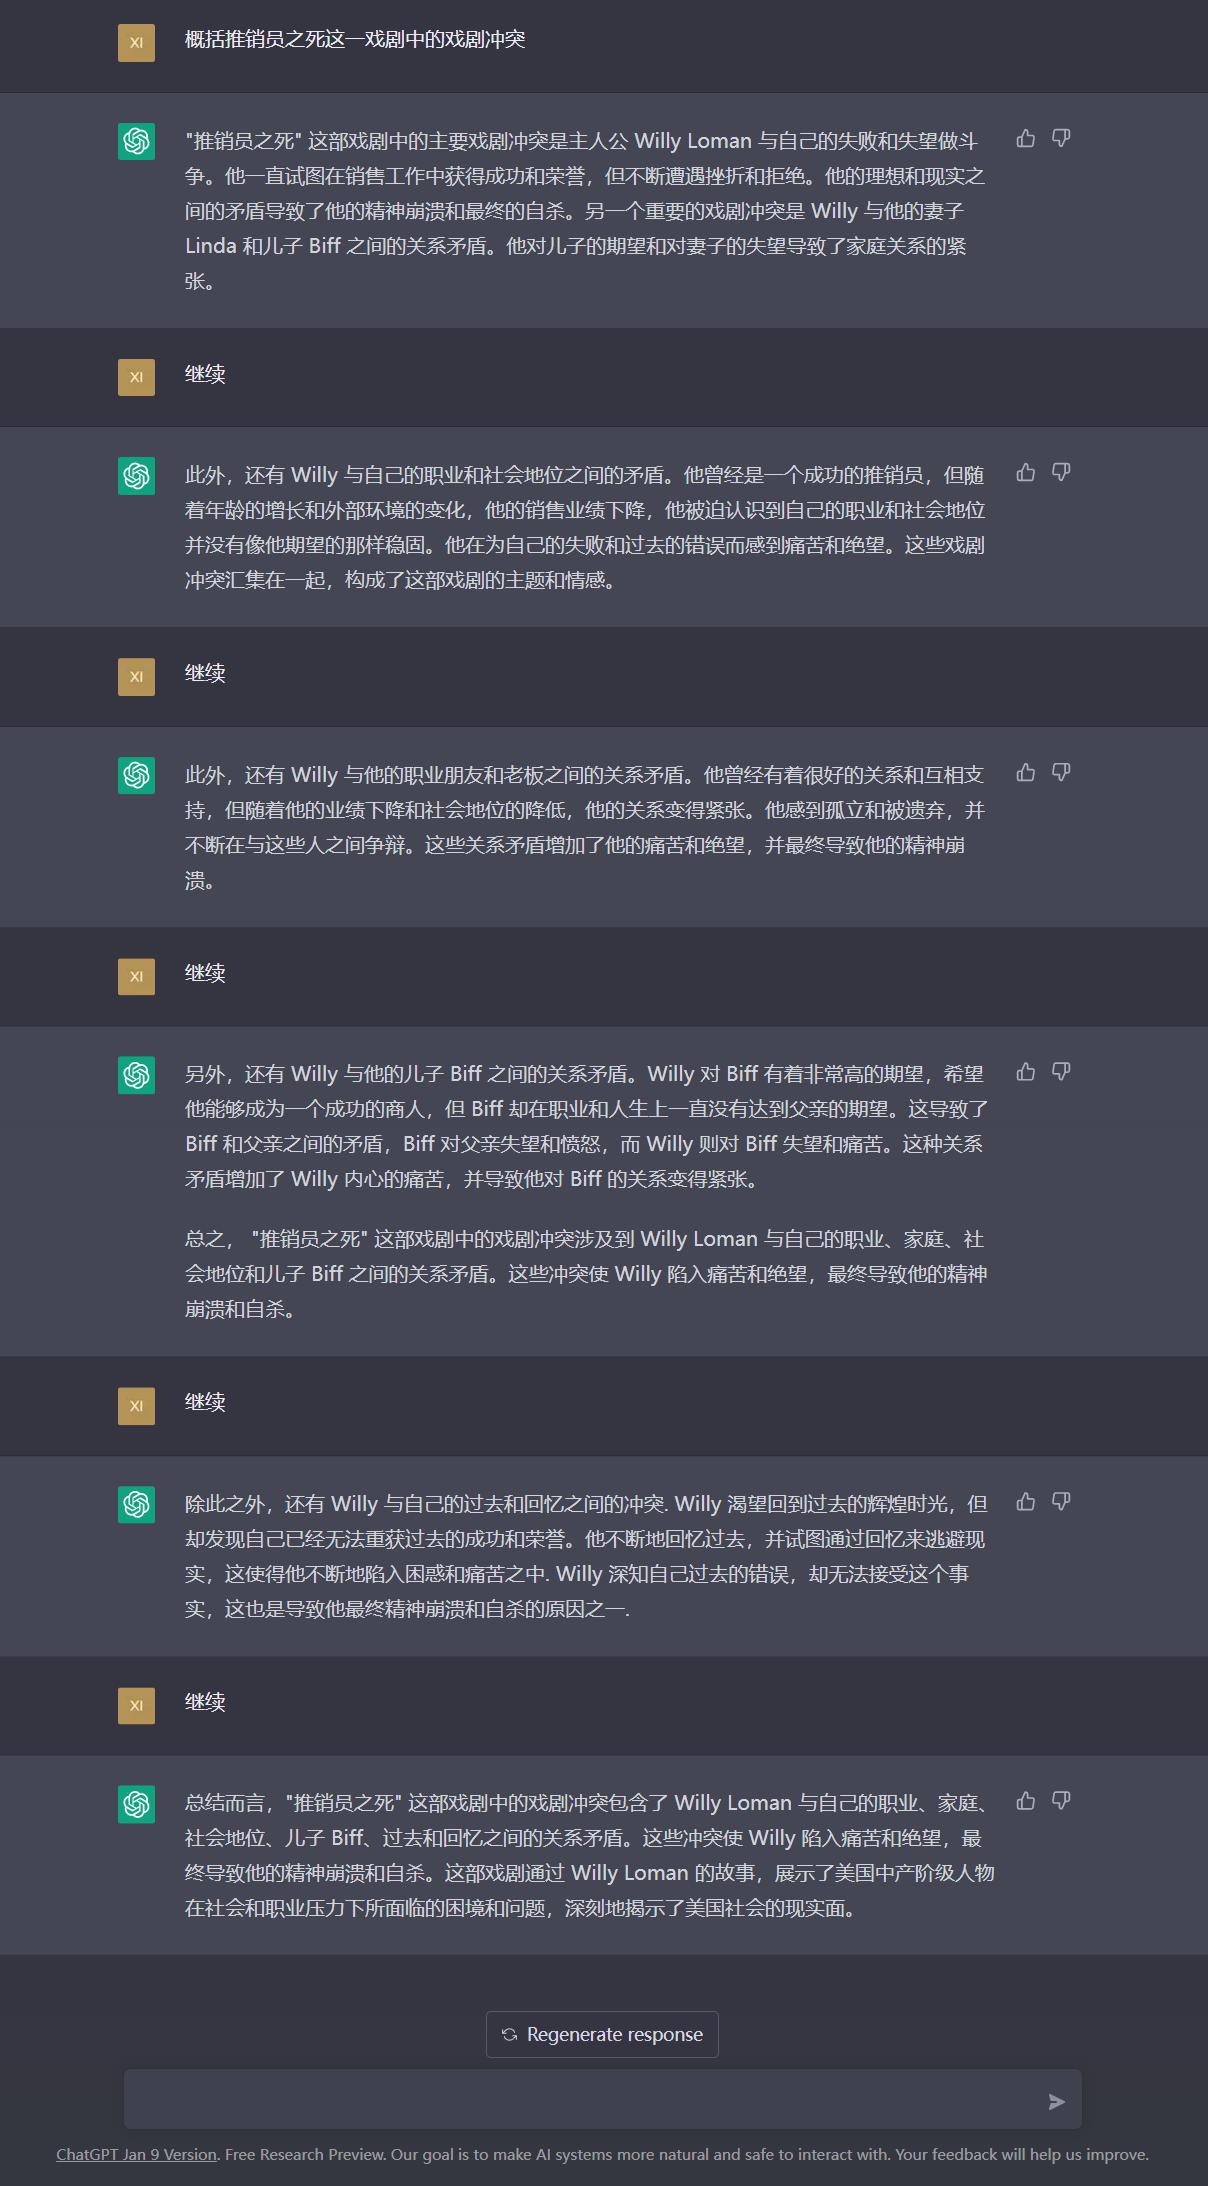 XI
概括推销员之死这一戏剧中的戏剧冲突
"推销员之死" 这部戏剧中的主要戏剧冲突是主人公 Willy Loman 与自己的失败和失望做斗
争。他一直试图在销售工作中获得成功和荣誉，但不断遭遇挫折和拒绝。他的理想和现实之
间的矛盾导致了他的精神崩溃和最终的自杀。另一个重要的戏剧冲突是 Willy 与他的妻子
Linda 和儿子 Biff 之间的关系矛盾。他对儿子的期望和对妻子的失望导致了家庭关系的紧
张。
XI
继续
此外，还有 Willy 与自己的职业和社会地位之间的矛盾。他曾经是一个成功的推销员，但随
着年龄的增长和外部环境的变化，他的销售业绩下降，他被迫认识到自己的职业和社会地位
并没有像他期望的那样稳固。他在为自己的失败和过去的错误而感到痛苦和绝望。这些戏剧
冲突汇集在一起，构成了这部戏剧的主题和情感。
XI
继续
此外，还有 Willy 与他的职业朋友和老板之间的关系矛盾。他曾经有着很好的关系和互相支
持，但随着他的业绩下降和社会地位的降低，他的关系变得紧张。他感到孤立和被遗弃，并
不断在与这些人之间争辩。这些关系矛盾增加了他的痛苦和绝望，并最终导致他的精神崩
溃。
XI
继续
另外，还有 Willy 与他的儿子 Biff 之间的关系矛盾。Willy 对 Biff 有着非常高的期望，希望
他能够成为一个成功的商人，但 Biff 却在职业和人生上一直没有达到父亲的期望。这导致了
Biff 和父亲之间的矛盾，Biff 对父亲失望和愤怒，而 Willy 则对 Biff 失望和痛苦。这种关系
矛盾增加了 Willy 内心的痛苦，并导致他对 Biff 的关系变得紧张。
总之， "推销员之死" 这部戏剧中的戏剧冲突涉及到 Willy Loman 与自己的职业、家庭、社
会地位和儿子 Biff 之间的关系矛盾。这些冲突使 Willy 陷入痛苦和绝望，最终导致他的精神
崩溃和自杀。
XI
继续
除此之外，还有 Willy 与自己的过去和回忆之间的冲突. Willy 渴望回到过去的辉煌时光，但
却发现自己已经无法重获过去的成功和荣誉。他不断地回忆过去，并试图通过回忆来逃避现
实，这使得他不断地陷入困惑和痛苦之中. Willy 深知自己过去的错误，却无法接受这个事
实，这也是导致他最终精神崩溃和自杀的原因之一.
XI
继续
总结而言，"推销员之死" 这部戏剧中的戏剧冲突包含了 Willy Loman 与自己的职业、家庭、
社会地位、儿子 Biff、过去和回忆之间的关系矛盾。这些冲突使 Willy 陷入痛苦和绝望，最
终导致他的精神崩溃和自杀。这部戏剧通过 Willy Loman 的故事，展示了美国中产阶级人物
在社会和职业压力下所面临的困境和问题，深刻地揭示了美国社会的现实面。
Regenerate response
ChatGPT Jan 9 Version. Free Research Preview. Our goal is to make AI systems more natural and safe to interact with. Your feedback will help us improve.